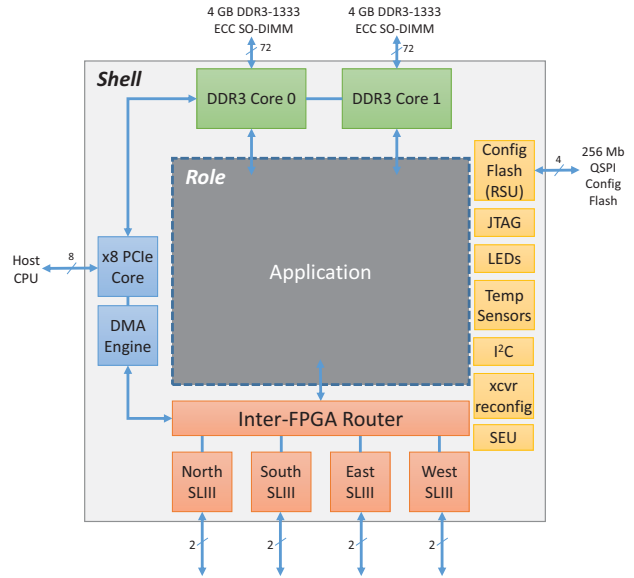 4 GB DDR3-1333
ECC SO-DIMM
4 GB DDR3-1333
ECC SO-DIMM
72
72
Shell
DDR3 Core 0
DDR3 Core 1
Role
Application
Config
Flash
(RSU)
4
256 Mb
QSPI
Config
Flash
JTAG
LEDs
Temp
Sensors
I²C
xcvr
reconfig
SEU
Host
CPU
8
x8 PCIe
Core
DMA
Engine
Inter-FPGA Router
North
SLIII
South
SLIII
East
SLIII
West
SLIII
2
2
2
2